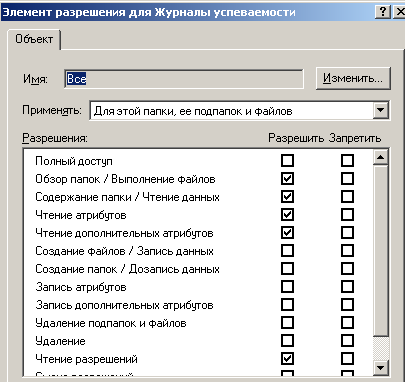 Элемент разрешения для Журналы успеваемости
Объект
Имя: Все Изменить...
Применять: Для этой папки, ее подпапок и файлов
Разрешения: Разрешить Запретить
Полный доступ
Обзор папок / Выполнение файлов
Содержание папки / Чтение данных
Чтение атрибутов
Чтение дополнительных атрибутов
Создание файлов / Запись данных
Создание папок / Дозапись данных
Запись атрибутов
Запись дополнительных атрибутов
Удаление подпапок и файлов
Удаление
Чтение разрешений